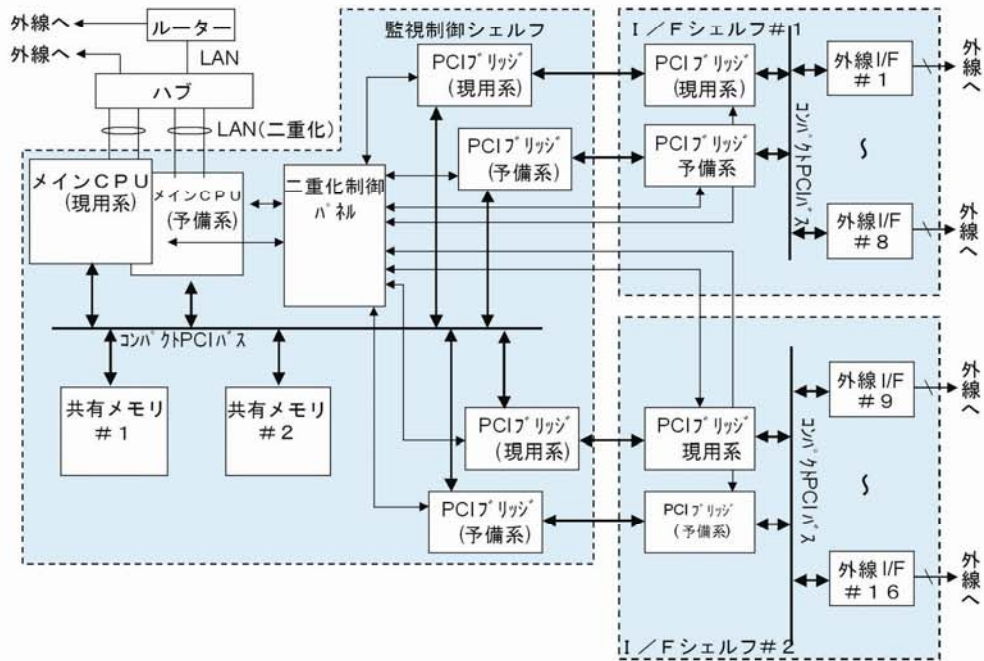 外線へ
ルーター
外線へ
LAN
ハブ
LAN(二重化)
監視制御シェルフ
メインCPU
(現用系)
メインCPU
(予備系)
二重化制御
パネル
PCIブリッジ
(現用系)
PCIブリッジ
(予備系)
コンパクトPCIバス
共有メモリ
#1
共有メモリ
#2
PCIブリッジ
(現用系)
PCIブリッジ
(予備系)
I/Fシェルフ#1
PCIブリッジ
(現用系)
PCIブリッジ
予備系)
コンパクトPCIバス
外線I/F
#1
外線へ
~
外線I/F
#8
外線へ
PCIブリッジ
現用系)
PCIブリッジ
(予備系)
コンパクトPCIバス
外線I/F
#9
外線へ
~
外線I/F
#16
外線へ
I/Fシェルフ#2